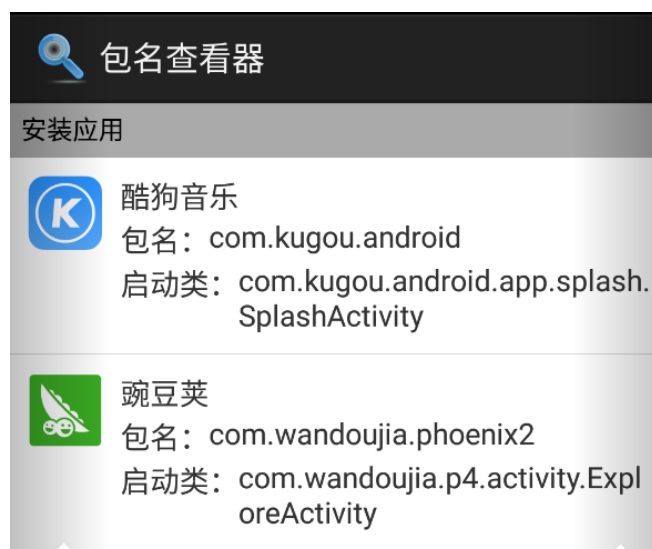 包名查看器
安装应用
K
酷狗音乐
包名：com.kugou.android
启动类：com.kugou.android.app.splash.
SplashActivity
豌豆荚
包名：com.wandoujia.phoenix2
启动类：com.wandoujia.p4.activity.Expl
oreActivity